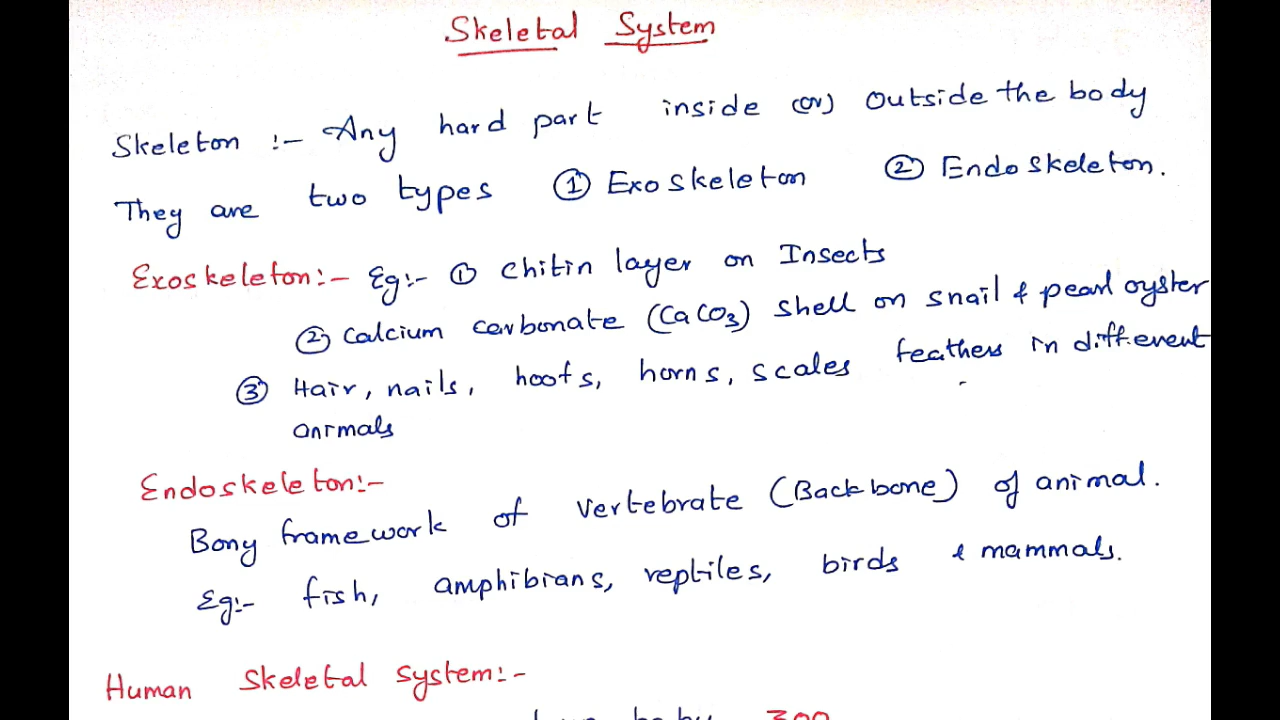 Skeletal System
Skeleton :- Any hard part inside (or) outside the body
They are two types ① Exoskeleton ② Endoskeleton.
Exoskeleton:- Eg:- ① chitin layer on Insects
② Calcium carbonate (CaCO3) shell on snail & pearl oyster
③ Hair, nails, hoofs, horns, scales feathers in different
animals
Endoskeleton:-
Bony framework of vertebrate (Backbone) of animal.
Eg:- fish, amphibians, reptiles, birds & mammals.
Human Skeletal system:-
baby 300